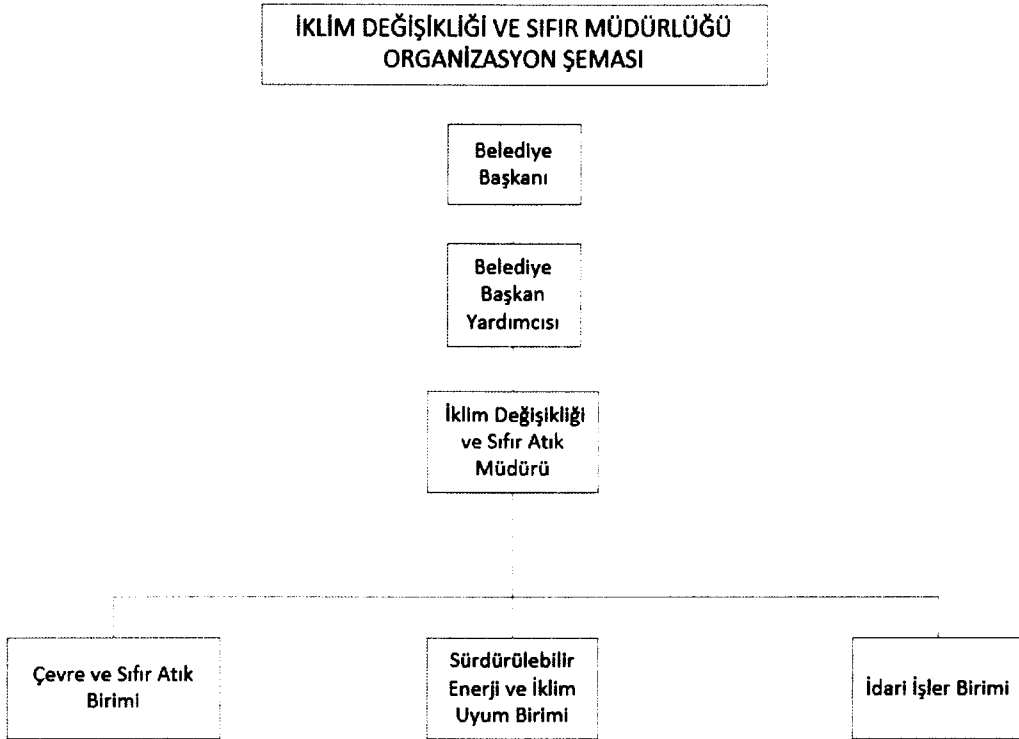 İKLİM DEĞİŞİKLİĞİ VE SIFIR MÜDÜRLÜĞÜ
ORGANİZASYON ŞEMASI
Belediye
Başkanı
Belediye
Başkan
Yardımcısı
İklim Değişikliği
ve Sıfır Atık
Müdürü
Çevre ve Sıfır Atık
Birimi
Sürdürülebilir
Enerji ve İklim
Uyum Birimi
İdari İşler Birimi